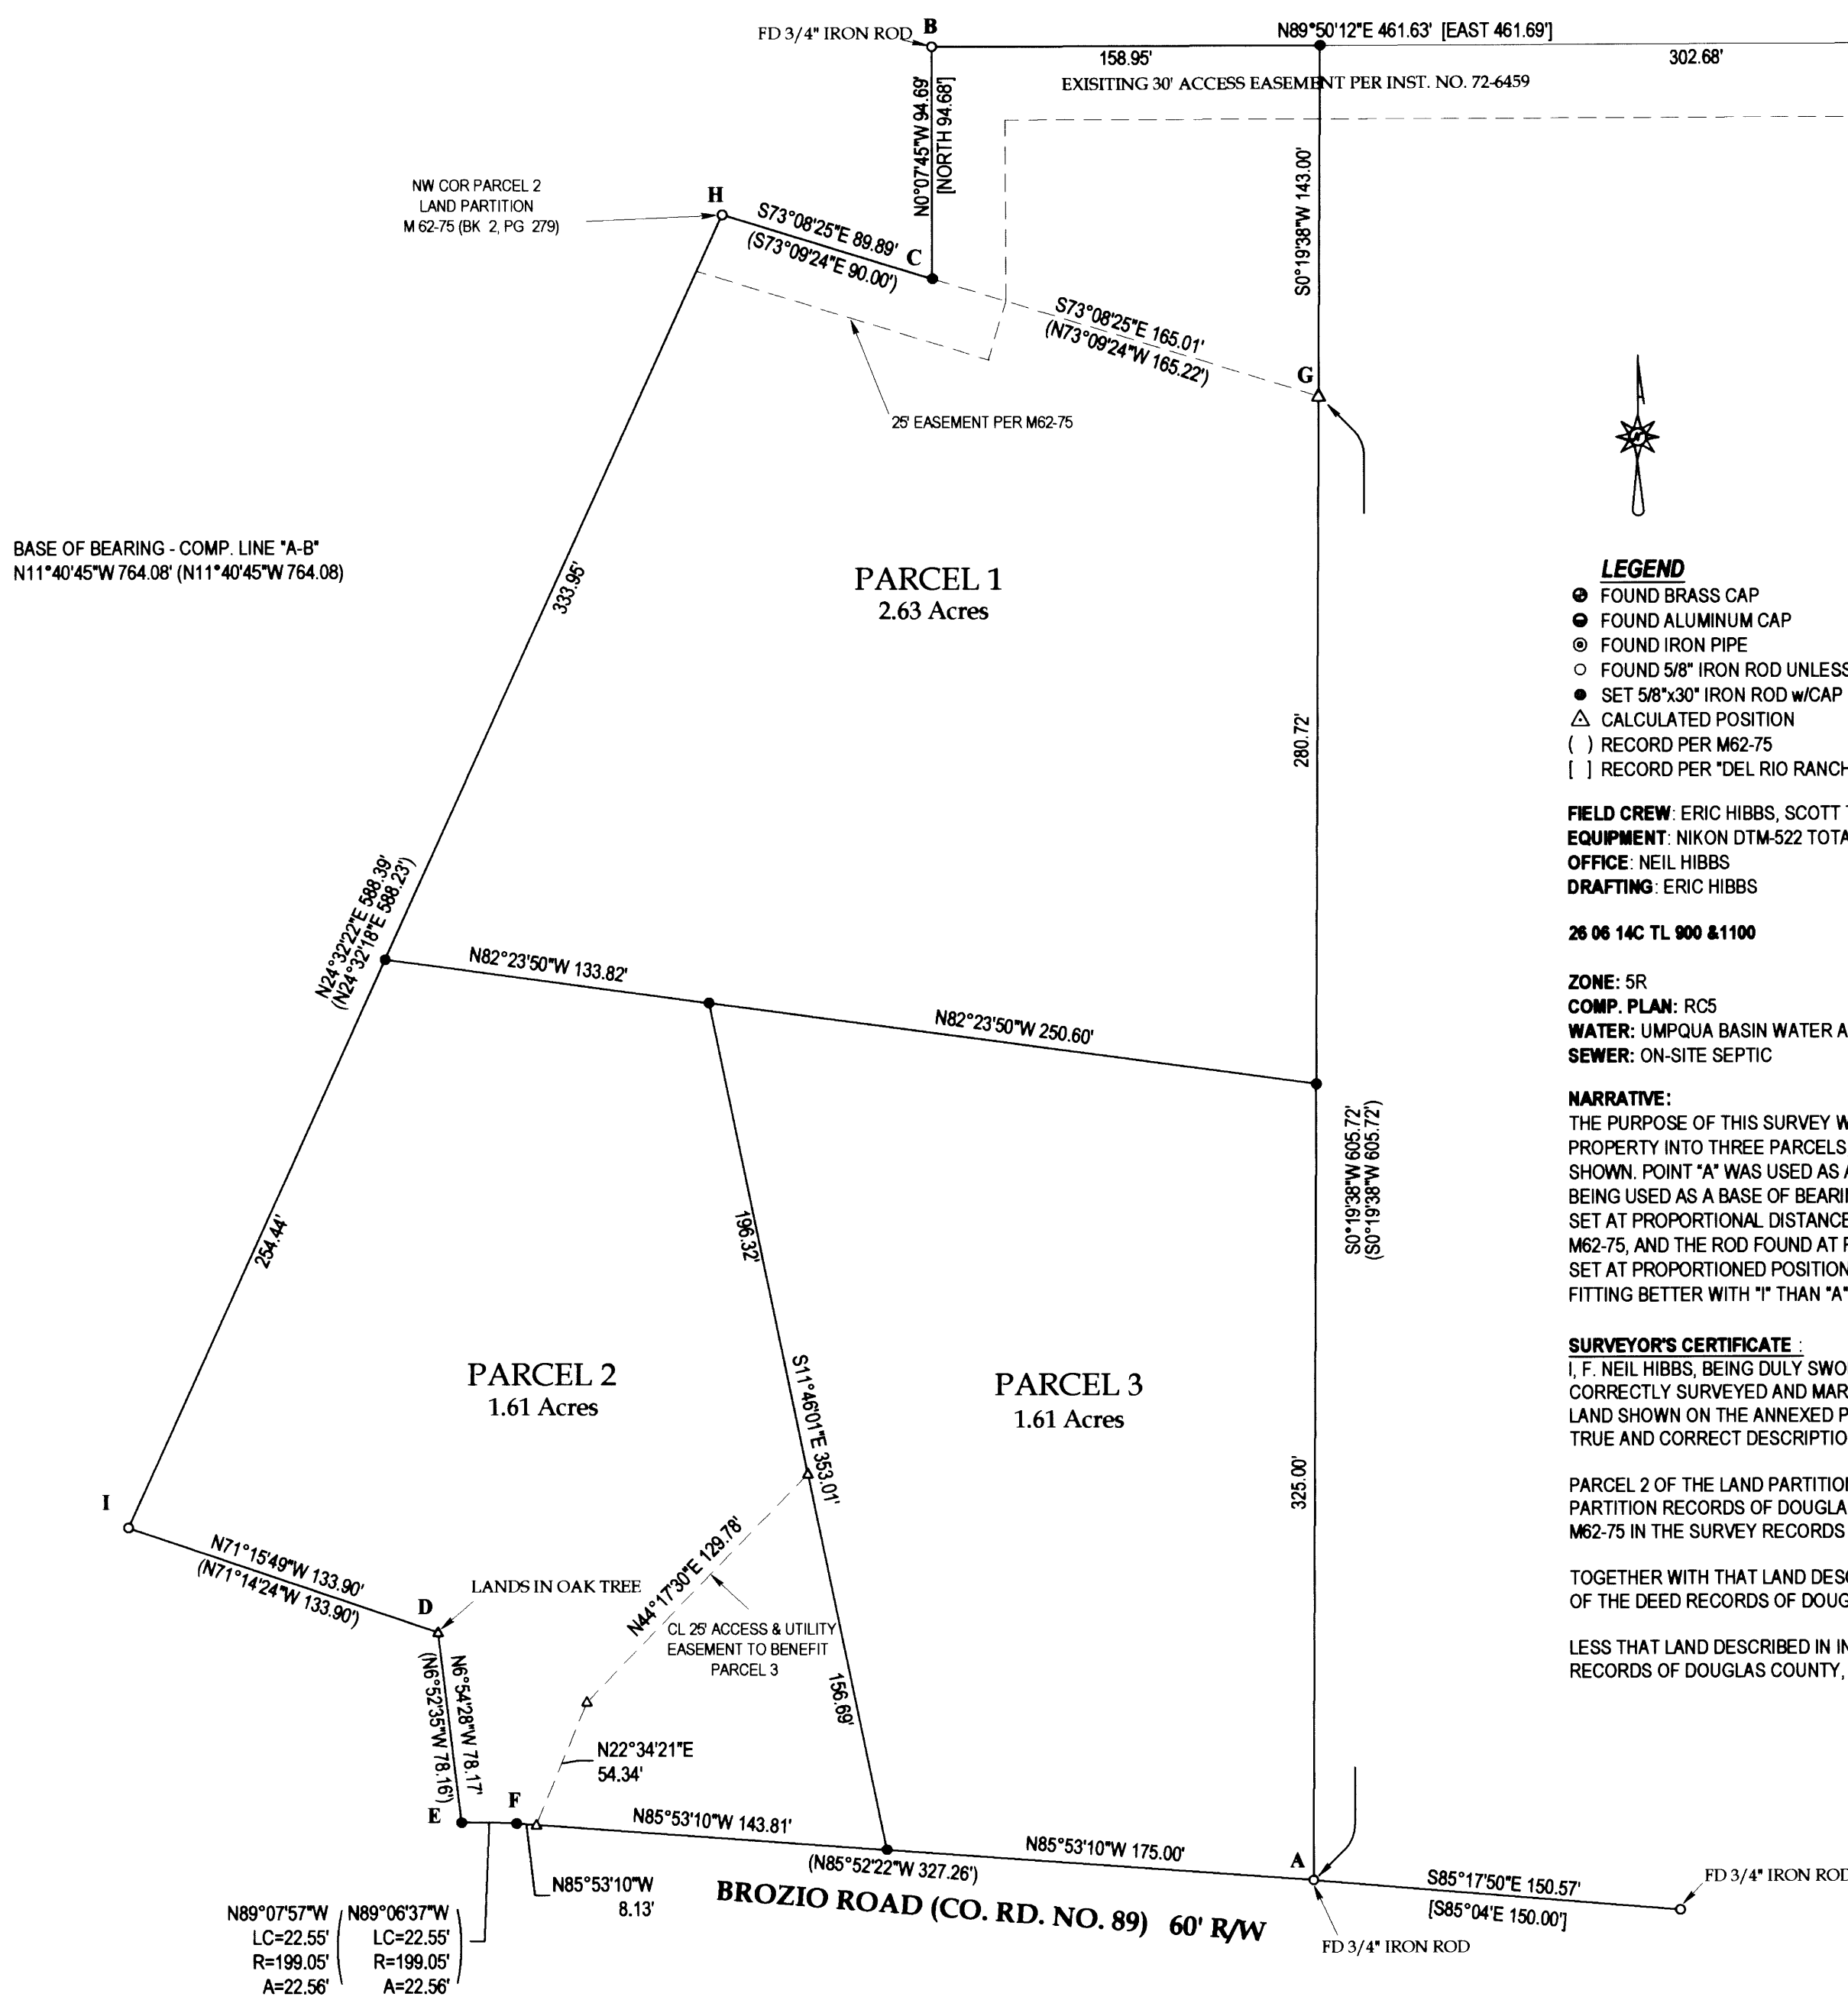 FD 3/4" IRON ROD
B
N89°50'12"E 461.63' [EAST 461.69']
158.95'
302.68'
EXISITING 30' ACCESS EASEMENT PER INST. NO. 72-6459
N0°07'45"W 94.69'
[NORTH 94.68']
S0°19'38"W 143.00'
NW COR PARCEL 2
LAND PARTITION
M 62-75 (BK 2, PG 279)
H
S73°08'25"E 89.89'
(S73°09'24"E 90.00')
C
S73°08'25"E 165.01'
(N73°09'24"W 165.22')
G
25' EASEMENT PER M62-75
BASE OF BEARING - COMP. LINE "A-B"
N11°40'45"W 764.08' (N11°40'45"W 764.08)
333.95'
PARCEL 1
2.63 Acres
280.72'
N24°32'22"E 588.39'
(N24°32'18"E 588.23')
N82°23'50"W 133.82'
N82°23'50"W 250.60'
S0°19'38"W 605.72'
(S0°19'38"W 605.72')
254.44'
196.32'
S11°46'01"E 353.01'
PARCEL 2
1.61 Acres
PARCEL 3
1.61 Acres
325.00'
I
N71°15'49"W 133.90'
(N71°14'24"W 133.90')
D
LANDS IN OAK TREE
N44°17'30"E 129.78'
CL 25' ACCESS & UTILITY
EASEMENT TO BENEFIT
PARCEL 3
156.69'
N6°54'28"W 78.17'
(N6°52'35"W 78.16')
N22°34'21"E
54.34'
E
F
N85°53'10"W 143.81'
N85°53'10"W 175.00'
(N85°52'22"W 327.26')
A
N85°53'10"W
8.13'
S85°17'50"E 150.57'
[S85°04'E 150.00']
FD 3/4" IRON ROD
BROZIO ROAD (CO. RD. NO. 89) 60' R/W
FD 3/4" IRON ROD
N89°07'57"W ( N89°06'37"W )
LC=22.55' LC=22.55'
R=199.05' R=199.05'
A=22.56' A=22.56'
LEGEND
FOUND BRASS CAP
FOUND ALUMINUM CAP
FOUND IRON PIPE
FOUND 5/8" IRON ROD UNLESS
SET 5/8"x30" IRON ROD w/CAP
CALCULATED POSITION
( ) RECORD PER M62-75
[ ] RECORD PER "DEL RIO RANCH
FIELD CREW: ERIC HIBBS, SCOTT
EQUIPMENT: NIKON DTM-522 TOTA
OFFICE: NEIL HIBBS
DRAFTING: ERIC HIBBS
26 06 14C TL 900 &1100
ZONE: 5R
COMP. PLAN: RC5
WATER: UMPQUA BASIN WATER A
SEWER: ON-SITE SEPTIC
NARRATIVE:
THE PURPOSE OF THIS SURVEY W
PROPERTY INTO THREE PARCELS
SHOWN. POINT "A" WAS USED AS A
BEING USED AS A BASE OF BEARI
SET AT PROPORTIONAL DISTANCE
M62-75, AND THE ROD FOUND AT
SET AT PROPORTIONED POSITION
FITTING BETTER WITH "I" THAN "A"
SURVEYOR'S CERTIFICATE :
I, F. NEIL HIBBS, BEING DULY SWO
CORRECTLY SURVEYED AND MAR
LAND SHOWN ON THE ANNEXED P
TRUE AND CORRECT DESCRIPTIO
PARCEL 2 OF THE LAND PARTITIO
PARTITION RECORDS OF DOUGLA
M62-75 IN THE SURVEY RECORDS
TOGETHER WITH THAT LAND DES
OF THE DEED RECORDS OF DOUG
LESS THAT LAND DESCRIBED IN IN
RECORDS OF DOUGLAS COUNTY,